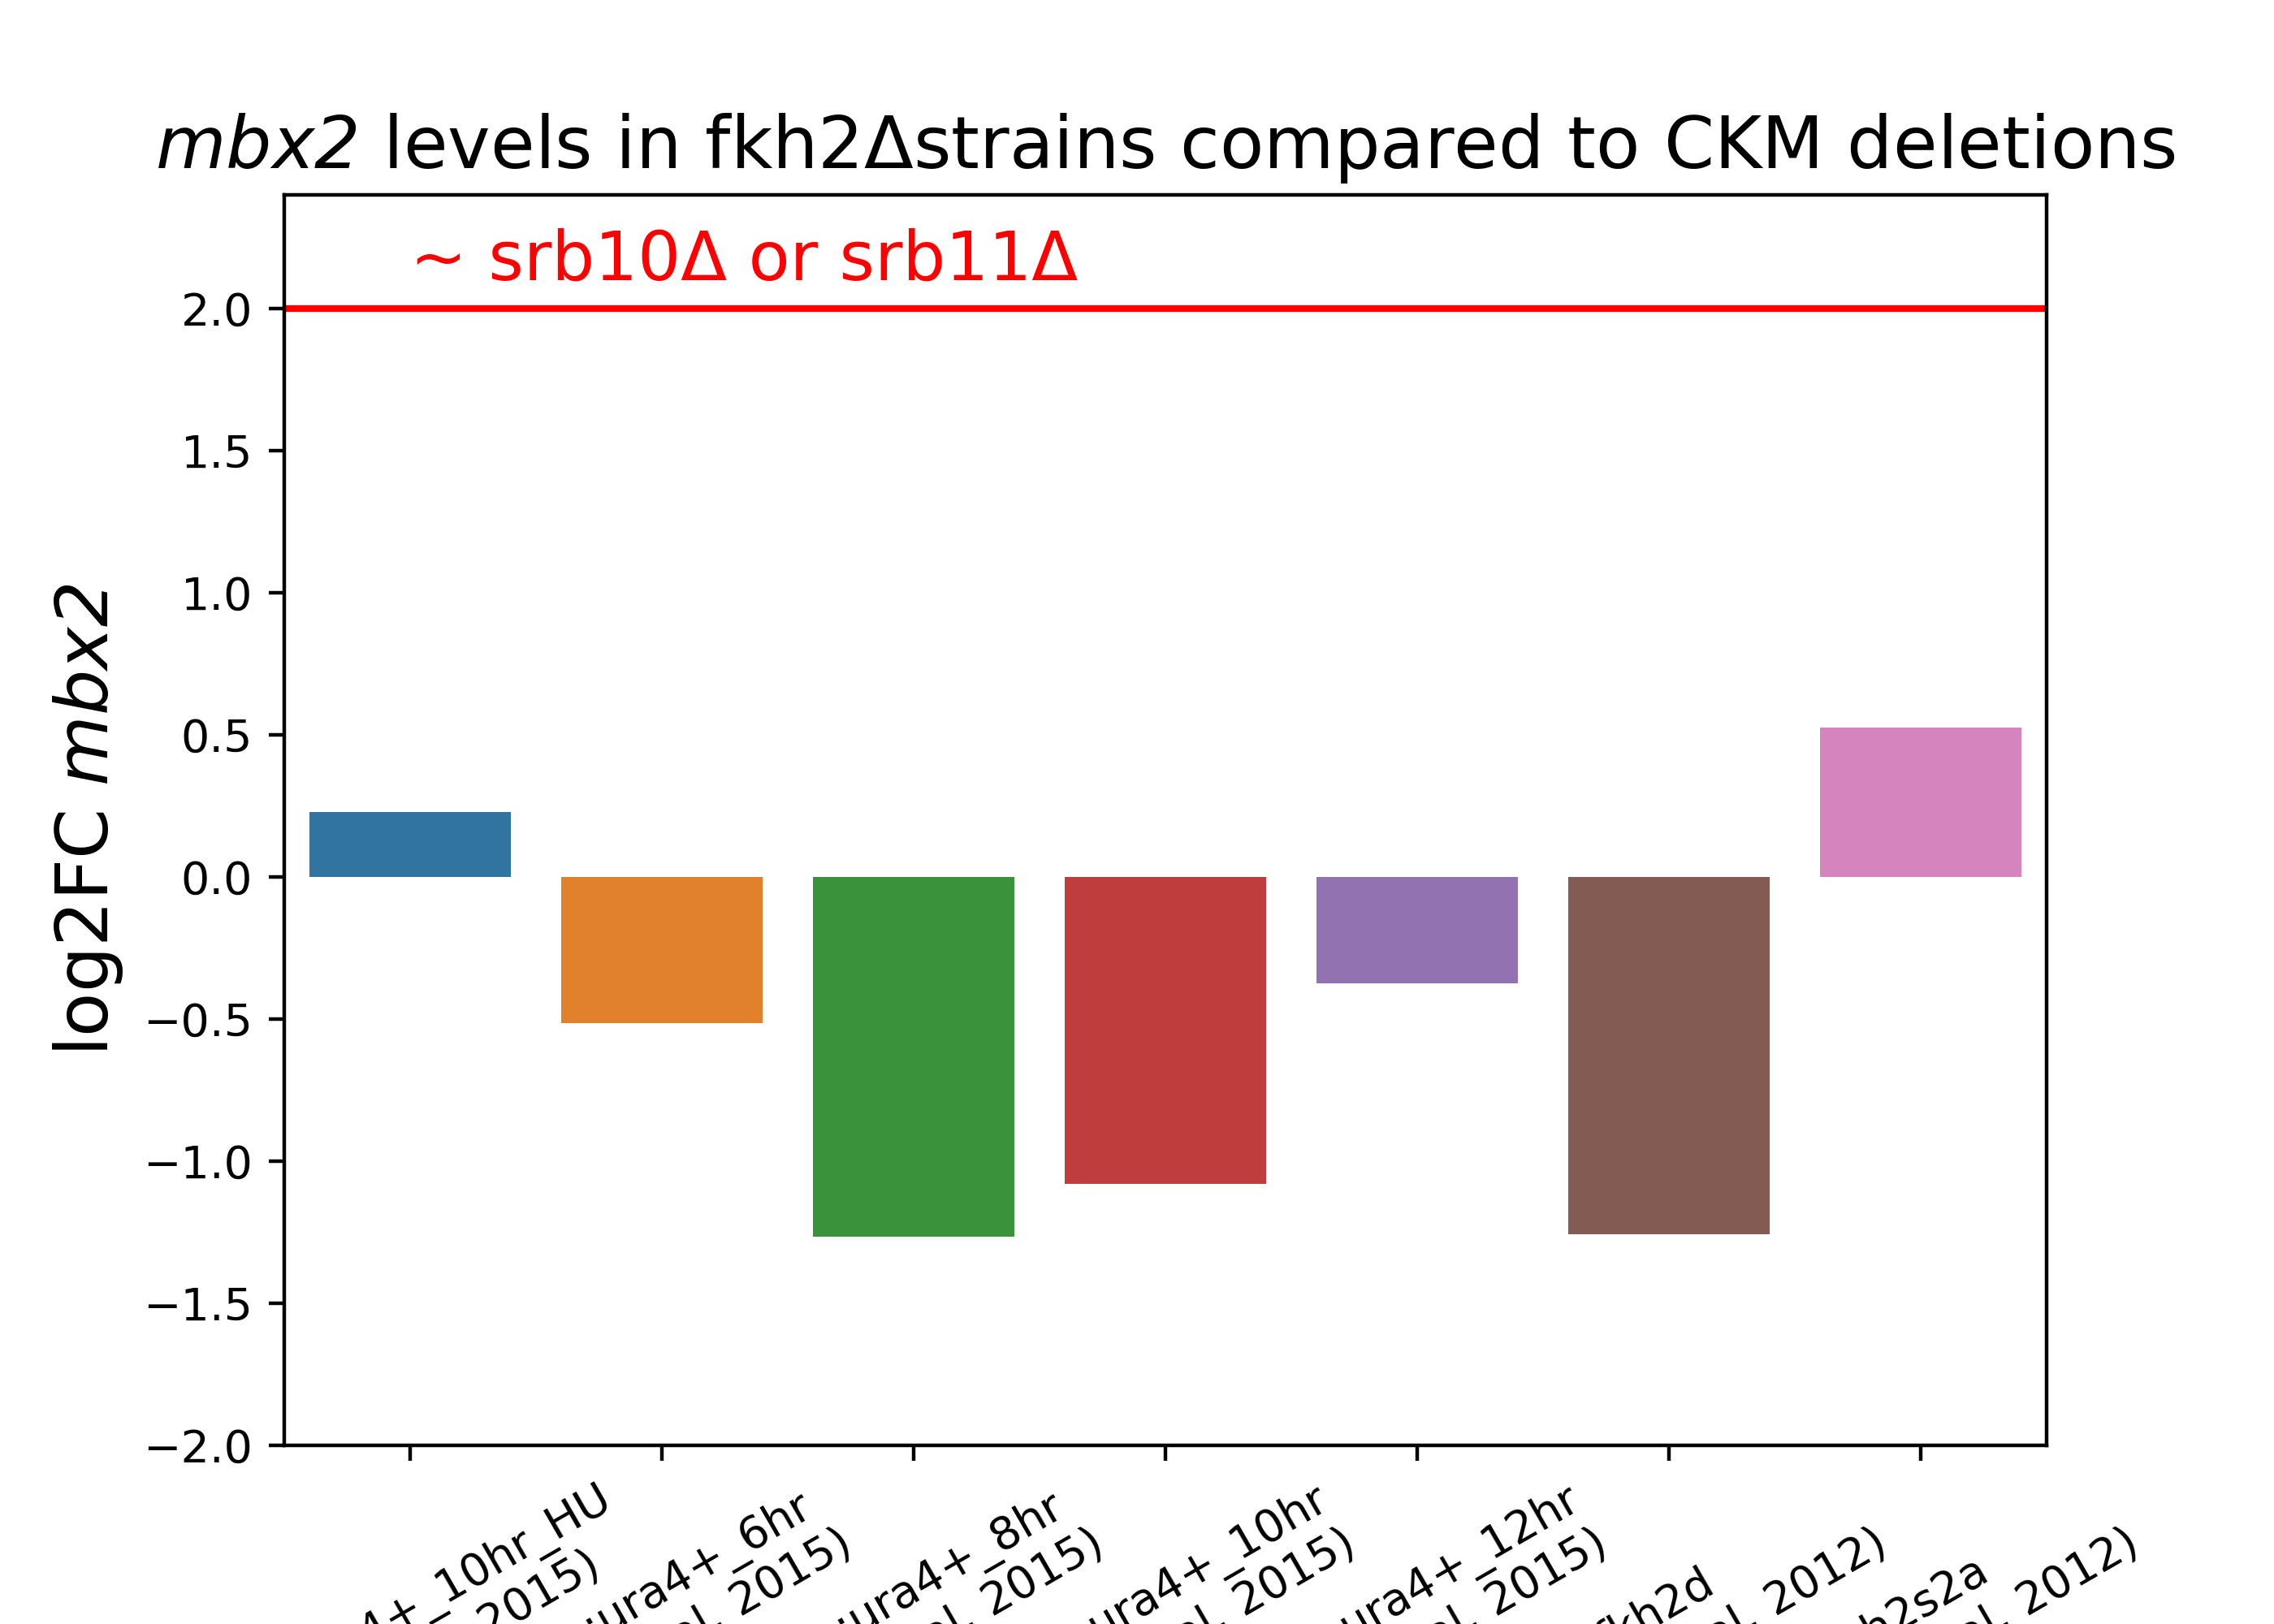 mbx2 levels in fkh2Δstrains compared to CKM deletions
~ srb10Δ or srb11Δ
log2FC mbx2
2.0
1.5
1.0
0.5
0.0
−0.5
−1.0
−1.5
−2.0
4+_10hr_HU
2015)
ura4+_6hr
2015)
ura4+_8hr
2015)
ura4+_10hr
2015)
ura4+_12hr
2015)
2012)
2012)